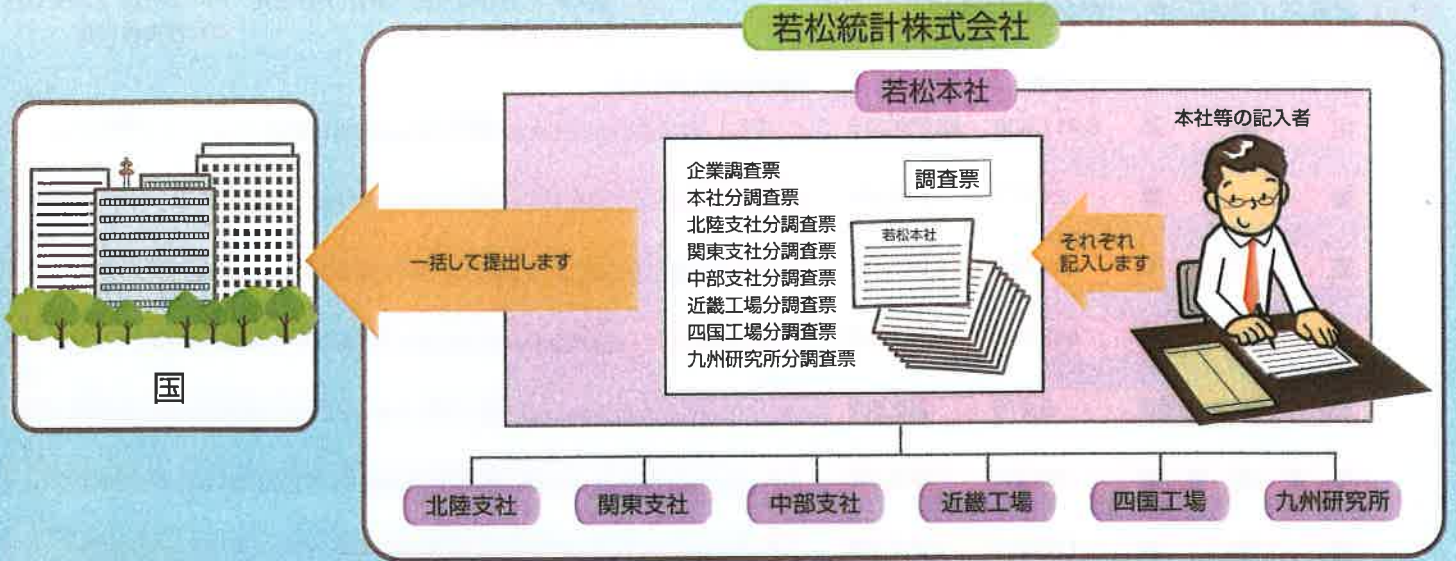 若松統計株式会社
若松本社
本社等の記入者
企業調査票
本社分調査票
北陸支社分調査票
関東支社分調査票
中部支社分調査票
近畿工場分調査票
四国工場分調査票
九州研究所分調査票
調査票
若松本社
それぞれ
記入します
一括して提出します
国
北陸支社
関東支社
中部支社
近畿工場
四国工場
九州研究所